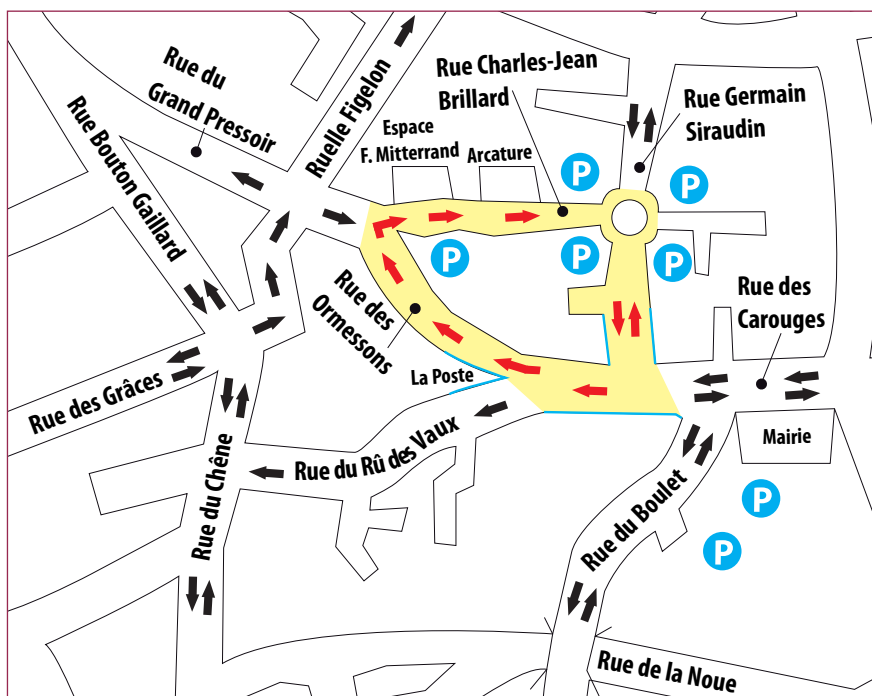 Rue du
Grand Pressoir
Rue Bouton Gaillard
Ruelle Figelon
Rue Charles-Jean
Brillard
Rue Germain
Siraudin
Espace
F. Mitterrand
Arcature
P
P
P
P
P
Rue des
Ormessons
Rue des
Carouges
La Poste
Rue des Grâces
Rue du Chêne
Rue du Rû des Vaux
Rue du Boulet
Mairie
P
P
Rue de la Noue